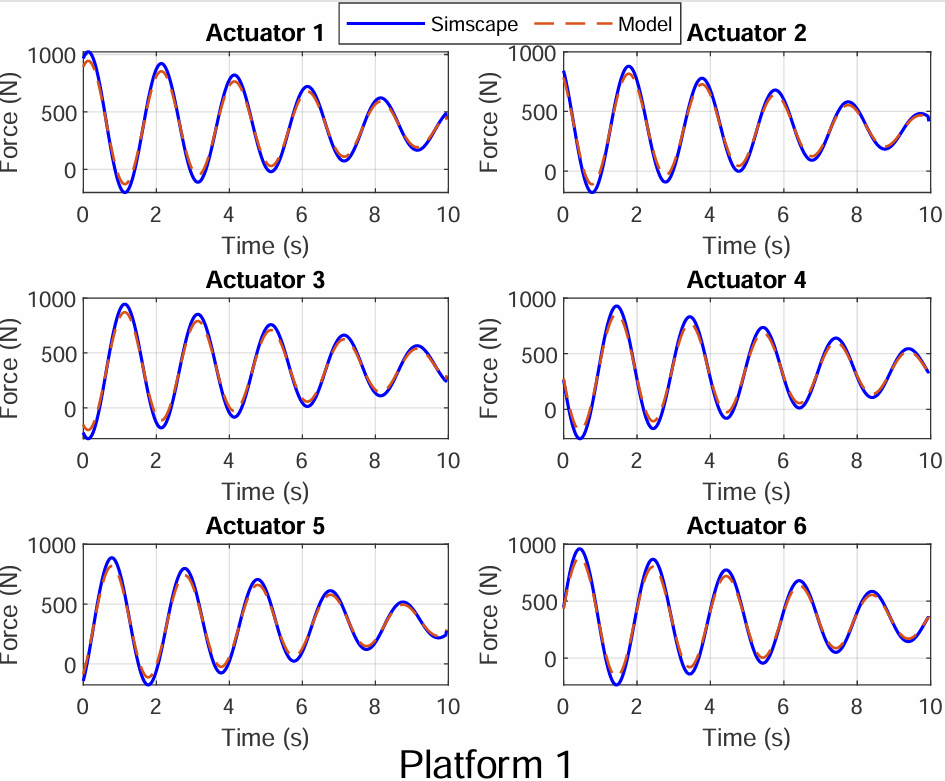 Simscape Model
Actuator 1
Force (N)
1000
500
0
0 2 4 6 8 10
Time (s)
Actuator 2
Force (N)
1000
500
0
0 2 4 6 8 10
Time (s)
Actuator 3
Force (N)
1000
500
0
0 2 4 6 8 10
Time (s)
Actuator 4
Force (N)
1000
500
0
0 2 4 6 8 10
Time (s)
Actuator 5
Force (N)
1000
500
0
0 2 4 6 8 10
Time (s)
Actuator 6
Force (N)
1000
500
0
0 2 4 6 8 10
Time (s)
Platform 1